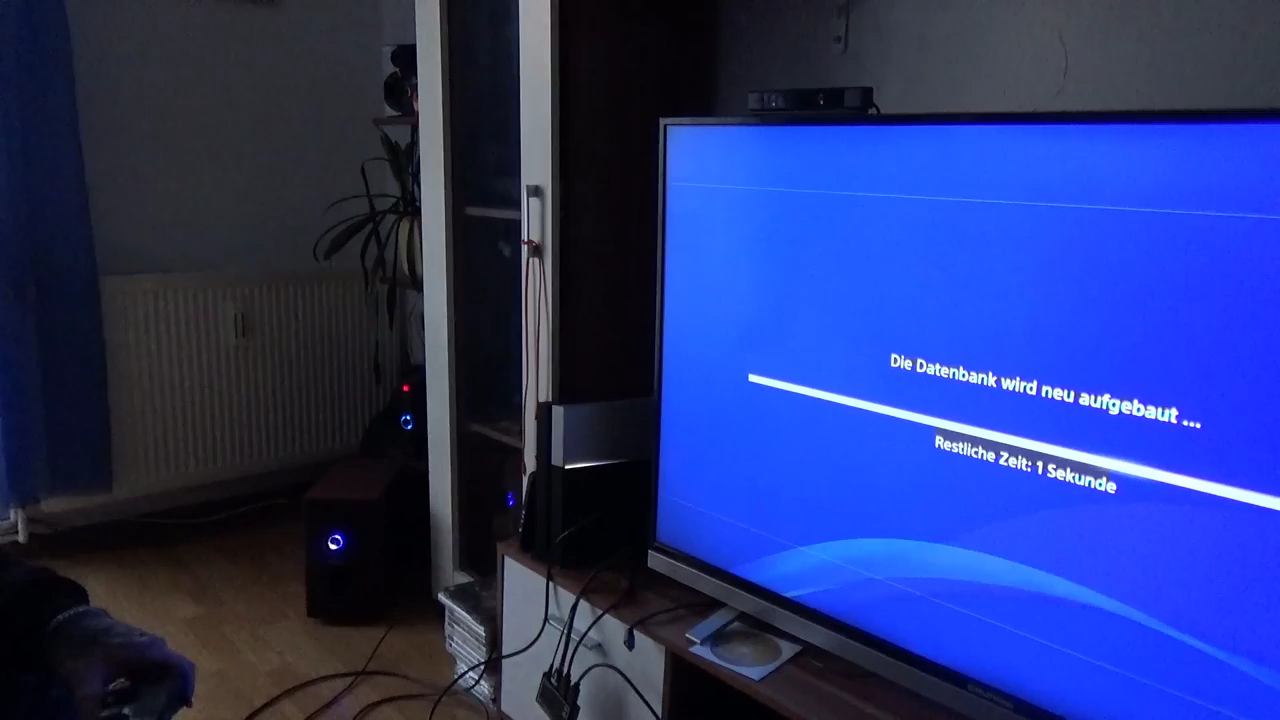 Die Datenbank wird neu aufgebaut ...
Restliche Zeit: 1 Sekunde